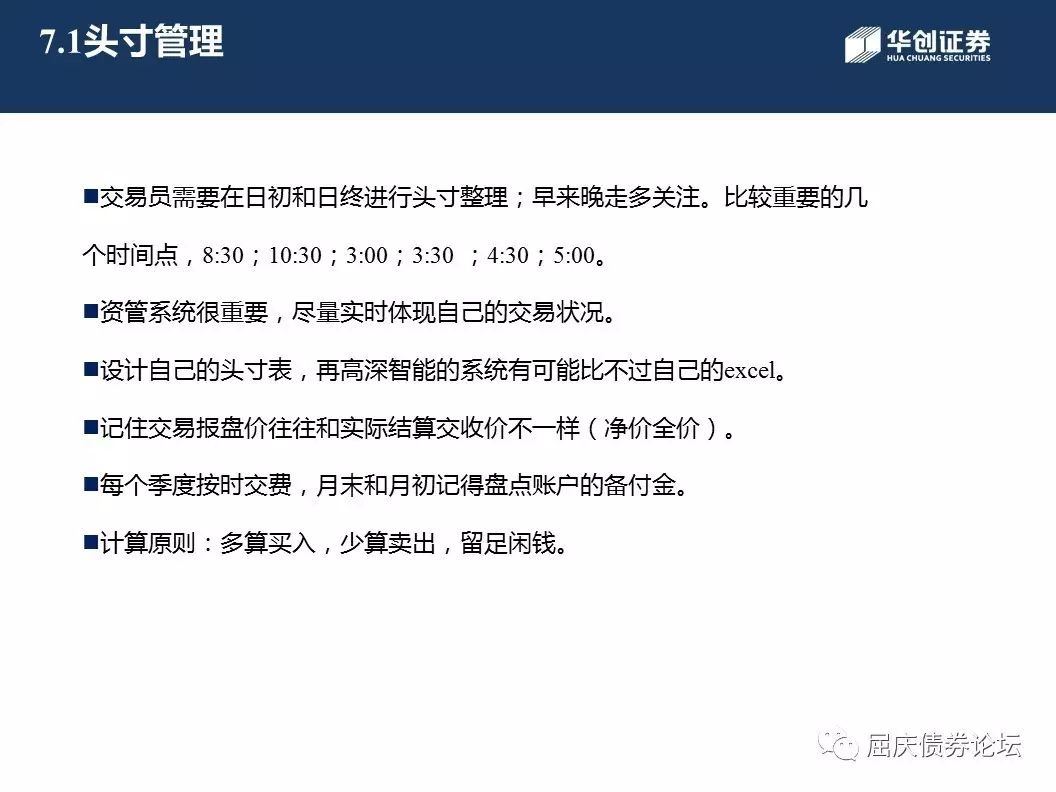 7.1头寸管理
华创证券
HUA CHUANG SECURITIES
■交易员需要在日初和日终进行头寸整理；早来晚走多关注。比较重要的几
个时间点，8:30；10:30；3:00；3:30 ；4:30；5:00。
■资管系统很重要，尽量实时体现自己的交易状况。
■设计自己的头寸表，再高深智能的系统有可能比不过自己的excel。
■记住交易报盘价往往和实际结算交收价不一样（净价全价）。
■每个季度按时交费，月末和月初记得盘点账户的备付金。
■计算原则：多算买入，少算卖出，留足闲钱。
屈庆债券论坛